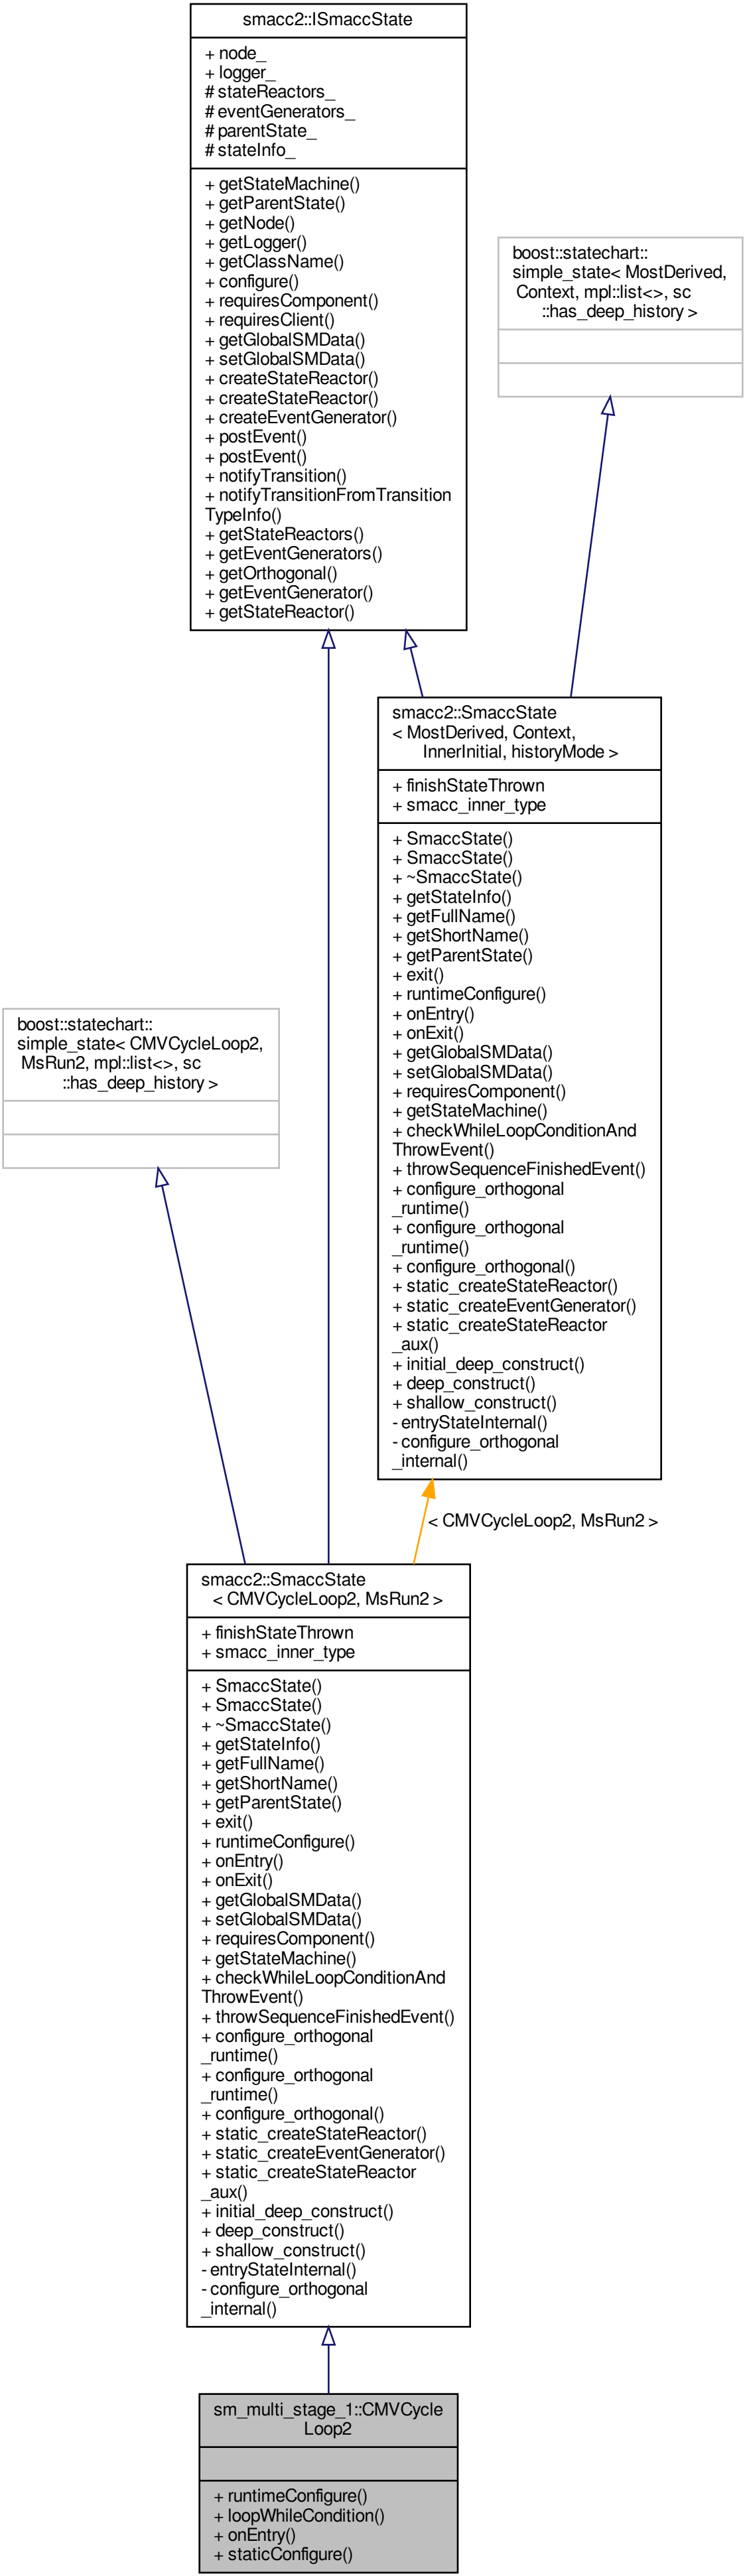 smacc2::ISmaccState
+ node_
+ logger_
# stateReactors_
# eventGenerators_
# parentState_
# stateInfo_
+ getStateMachine()
+ getParentState()
+ getNode()
+ getLogger()
+ getClassName()
+ configure()
+ requiresComponent()
+ requiresClient()
+ getGlobalSMData()
+ setGlobalSMData()
+ createStateReactor()
+ createStateReactor()
+ createEventGenerator()
+ postEvent()
+ postEvent()
+ notifyTransition()
+ notifyTransitionFromTransition
TypeInfo()
+ getStateReactors()
+ getEventGenerators()
+ getOrthogonal()
+ getEventGenerator()
+ getStateReactor()
boost::statechart::
simple_state< MostDerived,
Context, mpl::list<>, sc
::has_deep_history >
smacc2::SmaccState
< MostDerived, Context,
InnerInitial, historyMode >
+ finishStateThrown
+ smacc_inner_type
+ SmaccState()
+ SmaccState()
+ ~SmaccState()
+ getStateInfo()
+ getFullName()
+ getShortName()
+ getParentState()
+ exit()
+ runtimeConfigure()
+ onEntry()
+ onExit()
+ getGlobalSMData()
+ setGlobalSMData()
+ requiresComponent()
+ getStateMachine()
+ checkWhileLoopConditionAnd
ThrowEvent()
+ throwSequenceFinishedEvent()
+ configure_orthogonal
_runtime()
+ configure_orthogonal
_runtime()
+ configure_orthogonal()
+ static_createStateReactor()
+ static_createEventGenerator()
+ static_createStateReactor
_aux()
+ initial_deep_construct()
+ deep_construct()
+ shallow_construct()
- entryStateInternal()
- configure_orthogonal
_internal()
boost::statechart::
simple_state< CMVCycleLoop2,
MsRun2, mpl::list<>, sc
::has_deep_history >
< CMVCycleLoop2, MsRun2 >
smacc2::SmaccState
< CMVCycleLoop2, MsRun2 >
+ finishStateThrown
+ smacc_inner_type
+ SmaccState()
+ SmaccState()
+ ~SmaccState()
+ getStateInfo()
+ getFullName()
+ getShortName()
+ getParentState()
+ exit()
+ runtimeConfigure()
+ onEntry()
+ onExit()
+ getGlobalSMData()
+ setGlobalSMData()
+ requiresComponent()
+ getStateMachine()
+ checkWhileLoopConditionAnd
ThrowEvent()
+ throwSequenceFinishedEvent()
+ configure_orthogonal
_runtime()
+ configure_orthogonal
_runtime()
+ configure_orthogonal()
+ static_createStateReactor()
+ static_createEventGenerator()
+ static_createStateReactor
_aux()
+ initial_deep_construct()
+ deep_construct()
+ shallow_construct()
- entryStateInternal()
- configure_orthogonal
_internal()
sm_multi_stage_1::CMVCycle
Loop2
+ runtimeConfigure()
+ loopWhileCondition()
+ onEntry()
+ staticConfigure()